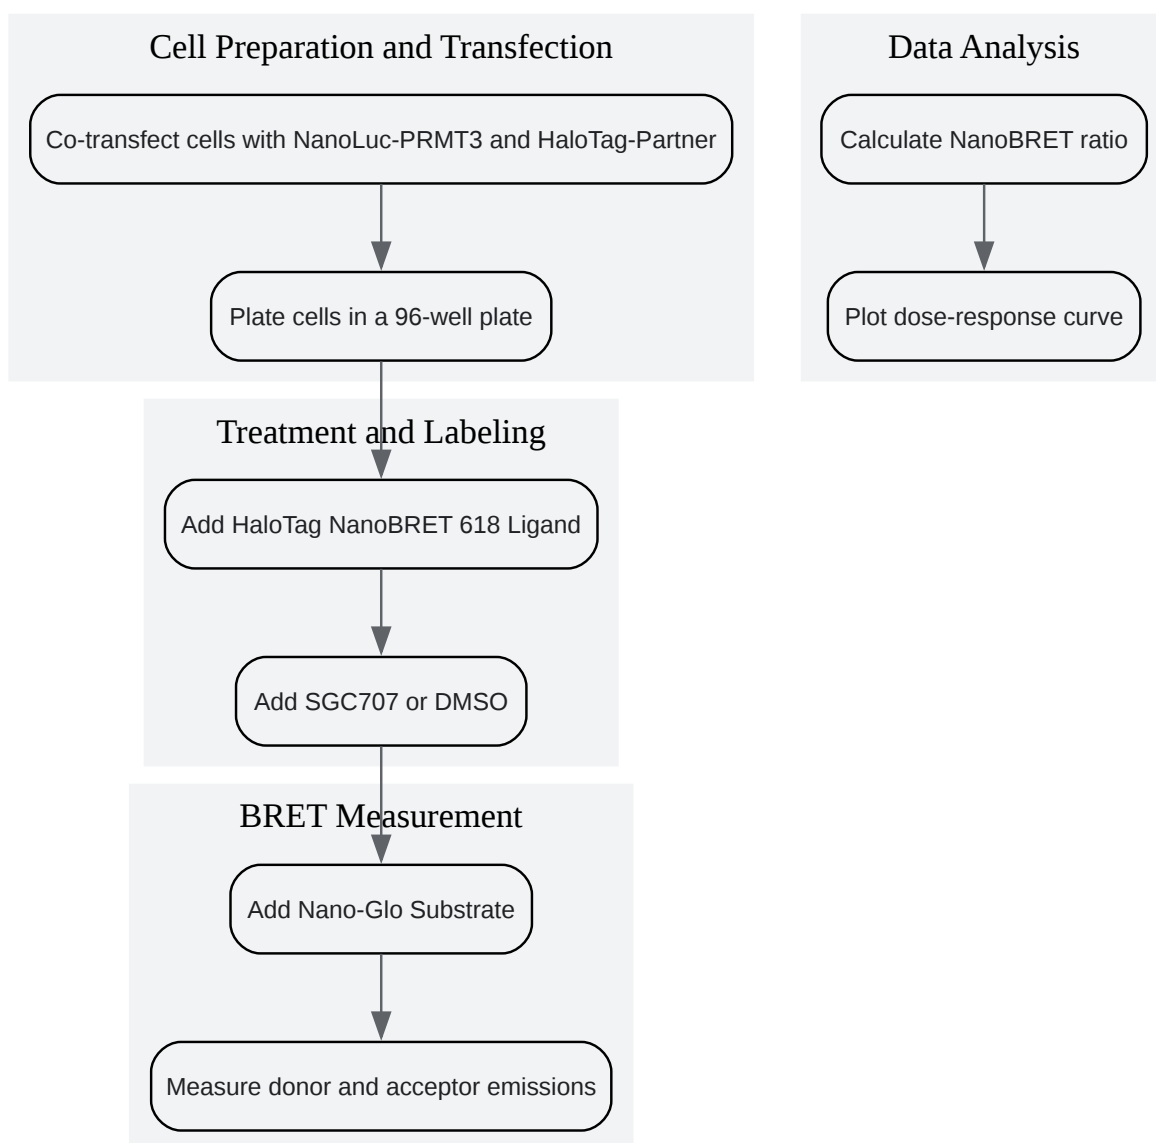 Cell Preparation and Transfection
Co-transfect cells with NanoLuc-PRMT3 and HaloTag-Partner
Plate cells in a 96-well plate
Treatment and Labeling
Add HaloTag NanoBRET 618 Ligand
Add SGC707 or DMSO
BRET Measurement
Add Nano-Glo Substrate
Measure donor and acceptor emissions
Data Analysis
Calculate NanoBRET ratio
Plot dose-response curve